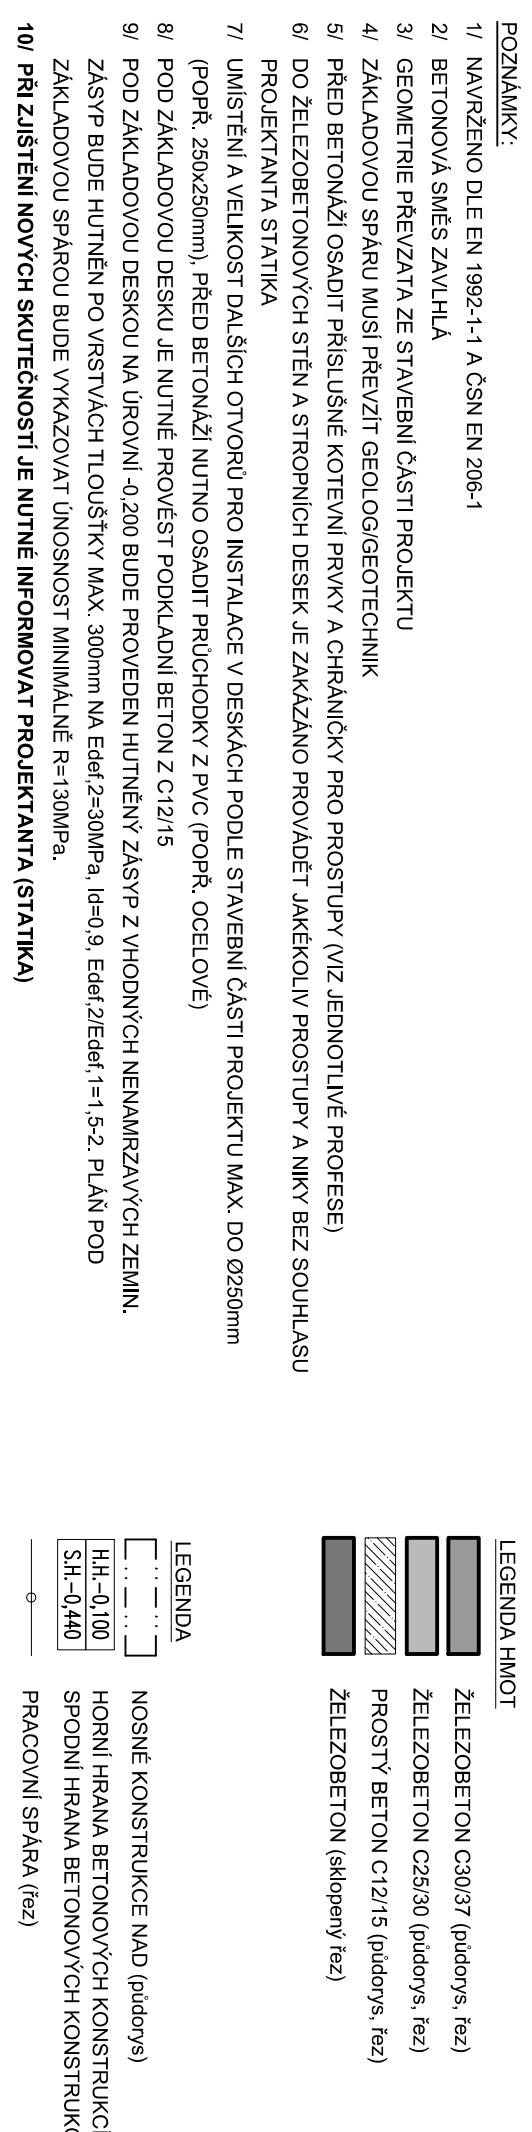 POZNÁMKY:
1/ NAVRŽENO DLE EN 1992-1-1 A ČSN EN 206-1
2/ BETONOVÁ SMĚS ZAVLHLÁ
3/ GEOMETRIE PŘEVZATA ZE STAVEBNÍ ČÁSTI PROJEKTU
4/ ZÁKLADOVOU SPÁRU MUSÍ PŘEVZÍT GEOLOG/GEOTECHNIK
5/ PŘED BETONÁŽÍ OSADIT PŘÍSLUŠNÉ KOTEVNÍ PRVKY A CHRÁNIČKY PRO PROSTUPY (VIZ JEDNOTLIVÉ PROFESE)
6/ DO ŽELEZOBETONOVÝCH STĚN A STROPNÍCH DESEK JE ZAKÁZÁNO PROVÁDĚT JAKÉKOLIV PROSTUPY A NIKY BEZ SOUHLASU
PROJEKTANTA STATIKA
7/ UMÍSTĚNÍ A VELIKOST DALŠÍCH OTVORŮ PRO INSTALACE V DESKÁCH PODLE STAVEBNÍ ČÁSTI PROJEKTU MAX. DO Ø250mm
(POPŘ. 250x250mm), PŘED BETONÁŽÍ NUTNO OSADIT PRŮCHODKY Z PVC (POPŘ. OCELOVÉ)
8/ POD ZÁKLADOVOU DESKU JE NUTNÉ PROVÉST PODKLADNÍ BETON Z C12/15
9/ POD ZÁKLADOVOU DESKOU NA ÚROVNÍ -0,200 BUDE PROVEDEN HUTNĚNÝ ZÁSYP Z VHODNÝCH NENAMRZAVÝCH ZEMIN.
ZÁSYP BUDE HUTNĚN PO VRSTVÁCH TLOUŠŤKY MAX. 300mm NA Edef,2=30MPa, Id=0,9, Edef,2/Edef,1=1,5-2. PLÁŇ POD
ZÁKLADOVOU SPÁROU BUDE VYKAZOVAT ÚNOSNOST MINIMÁLNĚ R=130MPa.
10/ PŘI ZJIŠTĚNÍ NOVÝCH SKUTEČNOSTÍ JE NUTNÉ INFORMOVAT PROJEKTANTA (STATIKA)
LEGENDA HMOT
ŽELEZOBETON C30/37 (půdorys, řez)
ŽELEZOBETON C25/30 (půdorys, řez)
PROSTÝ BETON C12/15 (půdorys, řez)
ŽELEZOBETON (sklopený řez)
LEGENDA
NOSNÉ KONSTRUKCE NAD (půdorys)
H.H.-0,100 HORNÍ HRANA BETONOVÝCH KONSTRUKCÍ
S.H.-0,440 SPODNÍ HRANA BETONOVÝCH
PRACOVNÍ SPÁRA (řez)